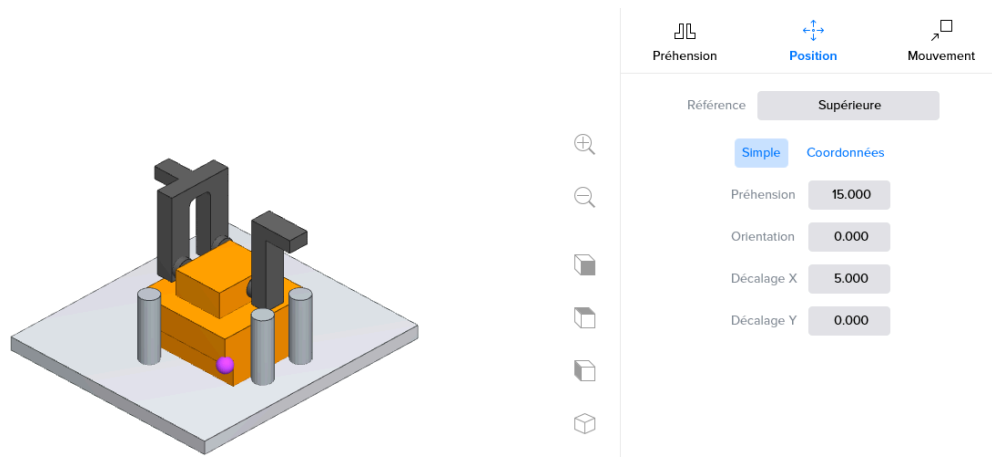 Préhension Position Mouvement
Référence Supérieure
Simple Coordonnées
Préhension 15.000
Orientation 0.000
Décalage X 5.000
Décalage Y 0.000